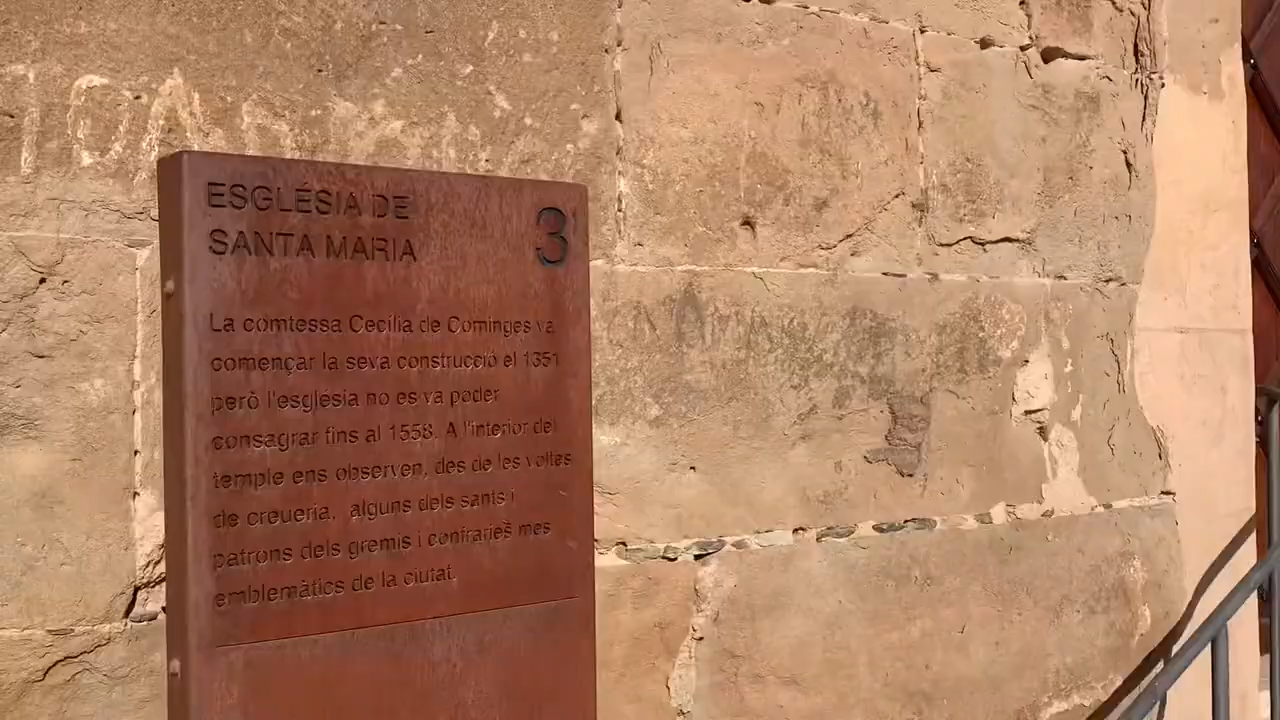 ESGLÉSIA DE
SANTA MARIA
3
La comtessa Cecília de Cominges va
començar la seva construcció el 1351
però l'església no es va poder
consagrar fins al 1558. A l'interior del
temple ens observen, des de les voltes
de creueria, alguns dels sants i
patrons dels gremis i confraries mes
emblemàtics de la ciutat.